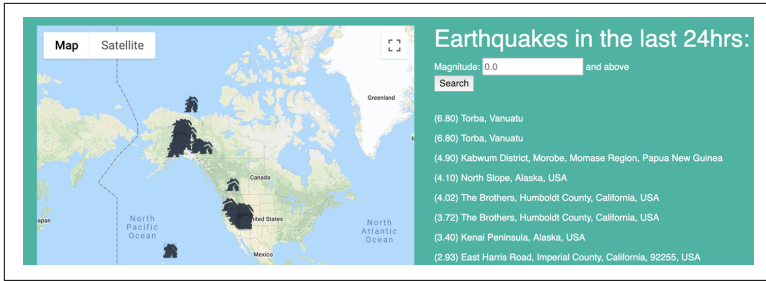 Map Satellite
Greenland
Canada
North
Pacific
Ocean
ited States
North
Atlantic
Ocean
apan
Mexico
Earthquakes in the last 24hrs:
Magnitude: 0.0 and above
Search
(6.80) Torba, Vanuatu
(6.80) Torba, Vanuatu
(4.90) Kabwum District, Morobe, Momase Region, Papua New Guinea
(4.10) North Slope, Alaska, USA
(4.02) The Brothers, Humboldt County, California, USA
(3.72) The Brothers, Humboldt County, California, USA
(3.40) Kenai Peninsula, Alaska, USA
(2.93) East Harris Road, Imperial County, California, 92255, USA